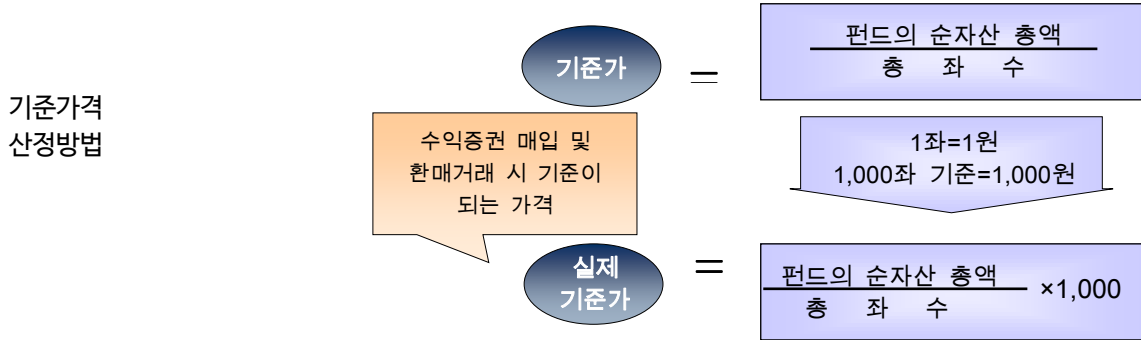 기준가격
산정방법
기준가
=
펀드의 순자산 총액
총 좌 수
수익증권 매입 및
환매거래 시 기준이
되는 가격
1좌=1원
1,000좌 기준=1,000원
실제
기준가
=
펀드의 순자산 총액
총 좌 수
×1,000